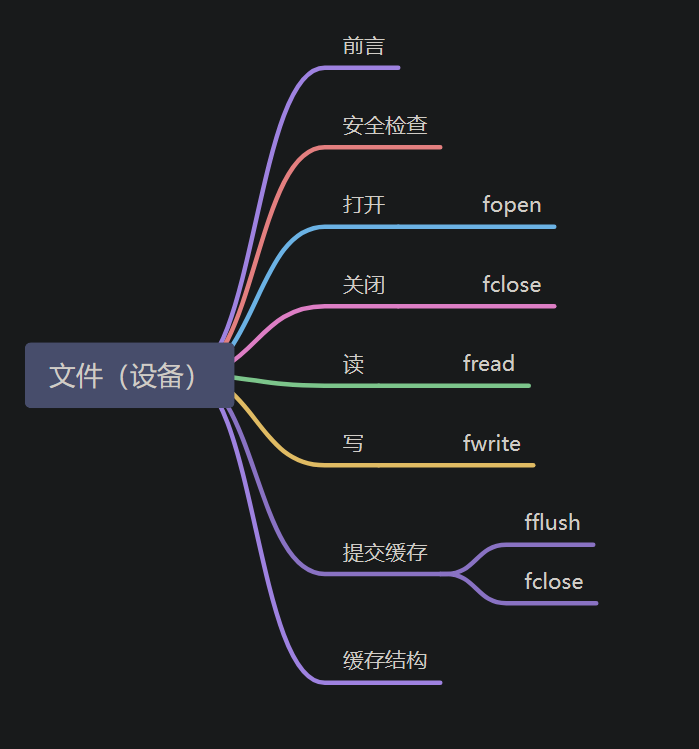 前言
安全检查
打开 fopen
关闭 fclose
文件（设备）
读 fread
写 fwrite
提交缓存
fflush
fclose
缓存结构